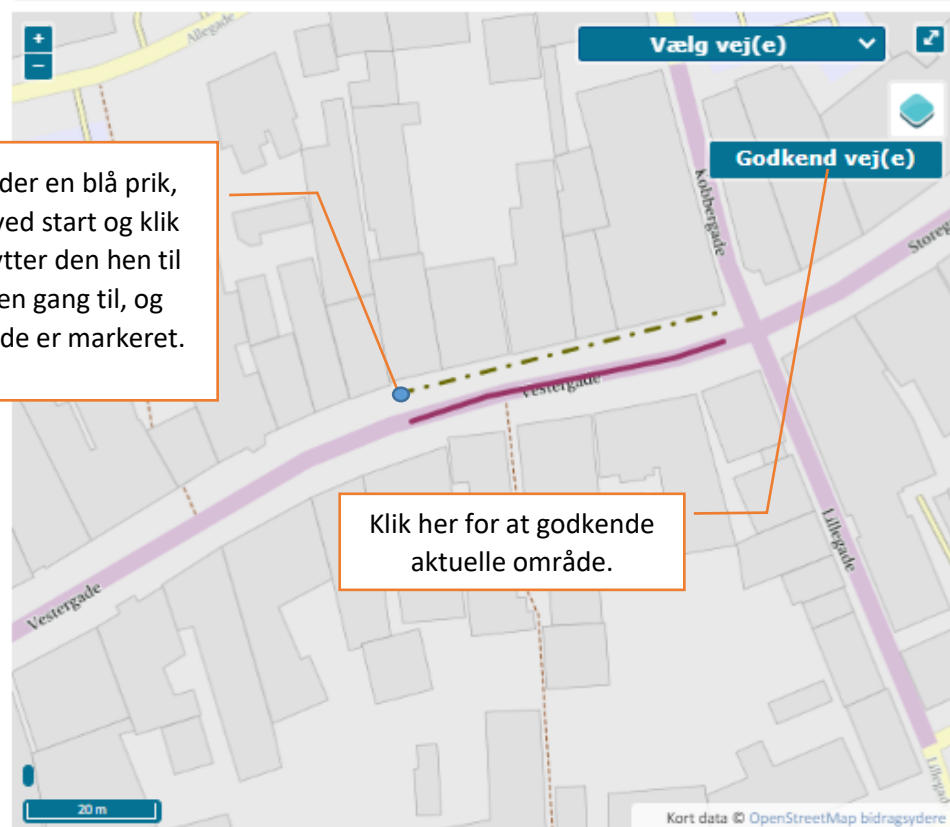 +
Allegade
Vælg vej(e)
−
Godkend vej(e)
der en blå prik,
ved start og klik
ytter den hen til
en gang til, og
de er markeret.
Kobbergade
Storeg
Vestergade
Klik her for at godkende
aktuelle område.
Lillegade
Vestergade
Lillegad
20 m
Kort data © OpenStreetMap bidragsydere